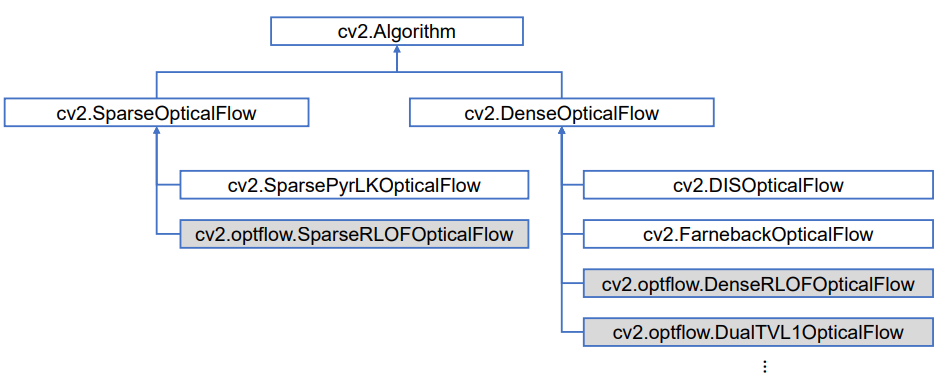 cv2.Algorithm
cv2.SparseOpticalFlow
cv2.DenseOpticalFlow
cv2.SparsePyrLKOpticalFlow
cv2.DISOpticalFlow
cv2.optflow.SparseRLOFOpticalFlow
cv2.FarnebackOpticalFlow
cv2.optflow.DenseRLOFOpticalFlow
cv2.optflow.DualTVL1OpticalFlow
⋮